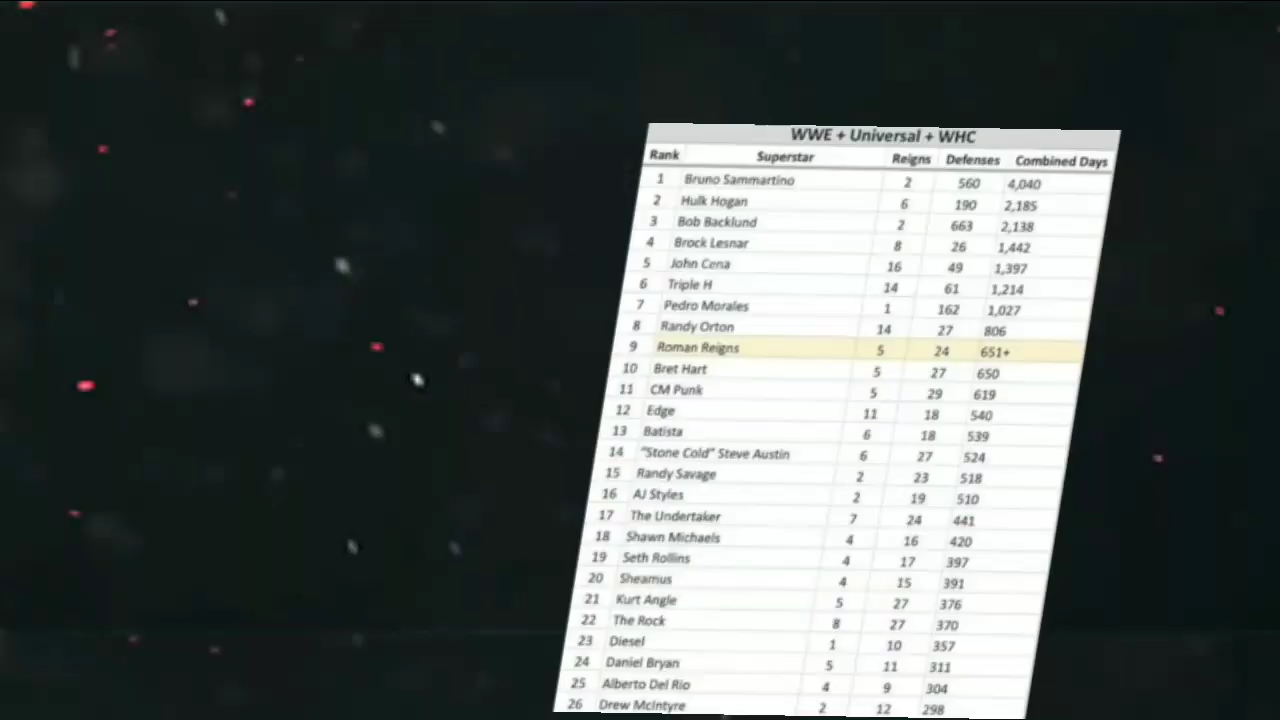 WWE + Universal + WHC
Rank Superstar Reigns Defenses Combined Days
1 Bruno Sammartino 2 560 4,040
2 Hulk Hogan 6 190 2,185
3 Bob Backlund 2 663 2,138
4 Brock Lesnar 8 26 1,442
5 John Cena 16 49 1,397
6 Triple H 14 61 1,214
7 Pedro Morales 1 162 1,027
8 Randy Orton 14 27 806
9 Roman Reigns 5 24 651+
10 Bret Hart 5 27 650
11 CM Punk 5 29 619
12 Edge 11 18 540
13 Batista 6 18 539
14 “Stone Cold” Steve Austin 6 27 524
15 Randy Savage 2 23 518
16 AJ Styles 2 19 510
17 The Undertaker 7 24 441
18 Shawn Michaels 4 16 420
19 Seth Rollins 4 17 397
20 Sheamus 4 15 391
21 Kurt Angle 5 27 376
22 The Rock 8 27 370
23 Diesel 1 10 357
24 Daniel Bryan 5 11 311
25 Alberto Del Rio 4 9 304
26 Drew McIntyre 2 12 298